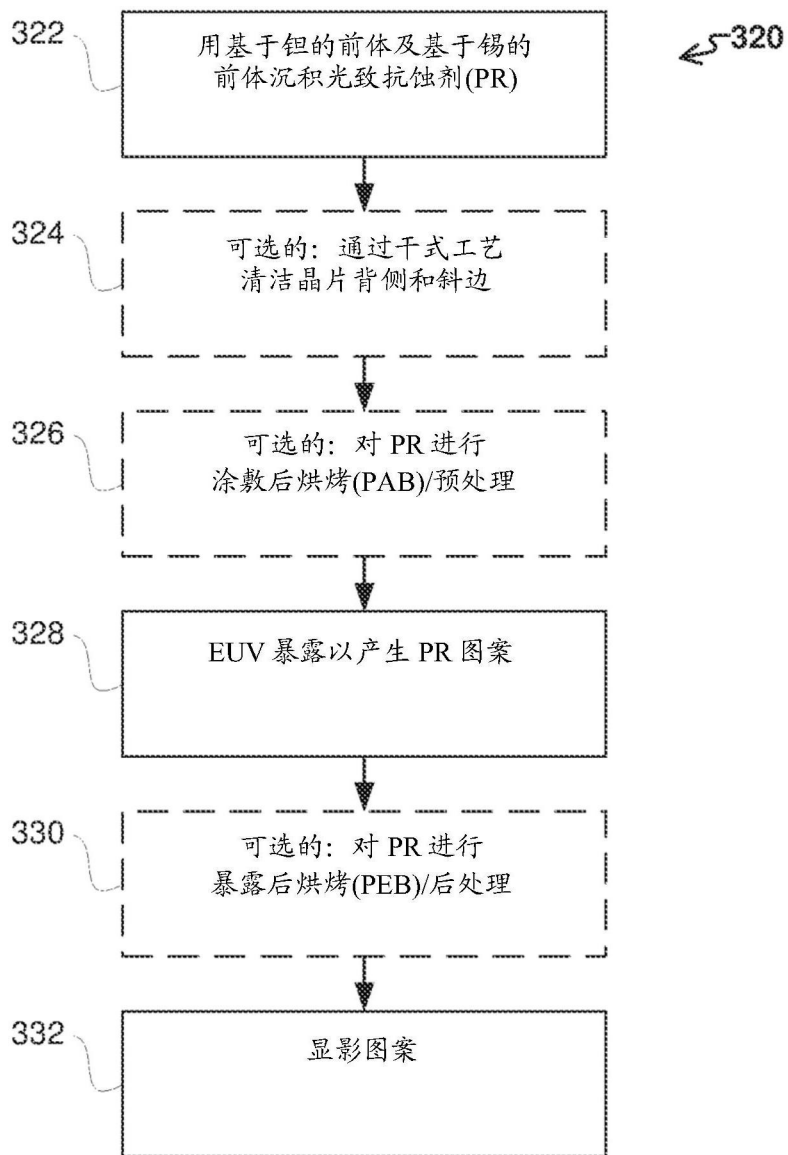 322
用基于钽的前体及基于锡的
前体沉积光致抗蚀剂(PR)
320
324
可选的：通过干式工艺
清洁晶片背侧和斜边
326
可选的：对 PR 进行
涂敷后烘烤(PAB)/预处理
328
EUV 暴露以产生 PR 图案
330
可选的：对 PR 进行
暴露后烘烤(PEB)/后处理
332
显影图案